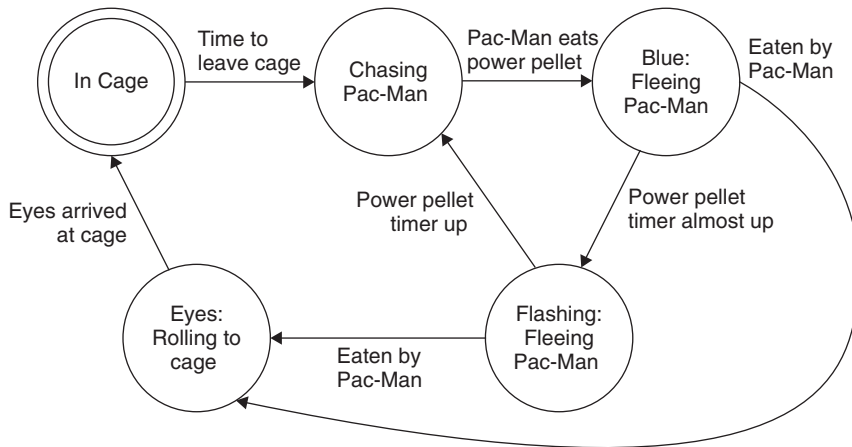 In Cage
Time to
leave cage
Chasing
Pac-Man
Pac-Man eats
power pellet
Blue:
Fleeing
Pac-Man
Eaten by
Pac-Man
Eyes arrived
at cage
Power pellet
timer up
Power pellet
timer almost up
Eyes:
Rolling to
cage
Eaten by
Pac-Man
Flashing:
Fleeing
Pac-Man